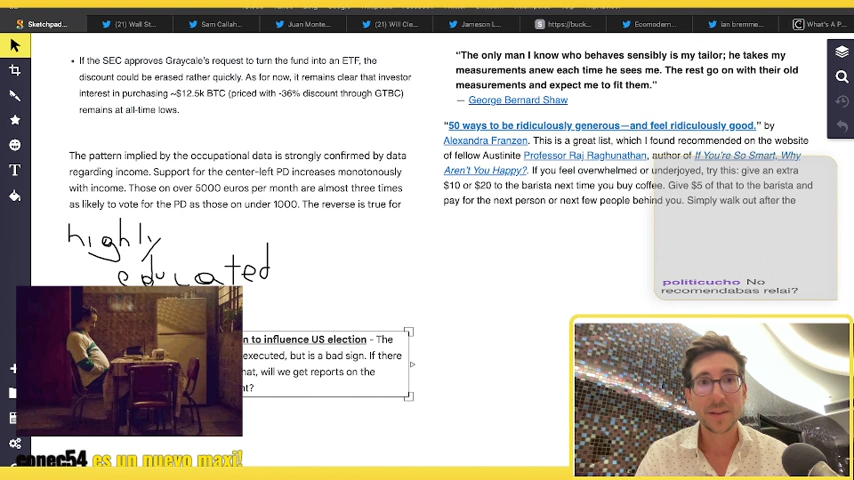 Sketchpad...
(21) Wall St...
Sam Callah...
Juan Monte...
(21) Will Cle...
Jameson L...
https://buck...
Ecomodern...
Ian bremme...
What's A P...
• If the SEC approves Graycale's request to turn the fund into an ETF, the
discount could be erased rather quickly. As for now, it remains clear that investor
interest in purchasing ~$12.5k BTC (priced with -36% discount through GTBC)
remains at all-time lows.
The pattern implied by the occupational data is strongly confirmed by data
regarding income. Support for the center-left PD increases monotonously
with income. Those on over 5000 euros per month are almost three times
as likely to vote for the PD as those on under 1000. The reverse is true for
highly
educated
n to influence US election - The
executed, but is a bad sign. If there
hat, will we get reports on the
nt?
conec54 es un nuevo maxi!
"The only man I know who behaves sensibly is my tailor; he takes my
measurements anew each time he sees me. The rest go on with their old
measurements and expect me to fit them."
— George Bernard Shaw
"50 ways to be ridiculously generous—and feel ridiculously good." by
Alexandra Franzen. This is a great list, which I found recommended on the website
of fellow Austinite Professor Raj Raghunathan, author of If You're So Smart, Why
Aren't You Happy?. If you feel overwhelmed or underjoyed, try this: give an extra
$10 or $20 to the barista next time you buy coffee. Give $5 of that to the barista and
pay for the next person or next few people behind you. Simply walk out after the
politicucho No
recomendabas relai?